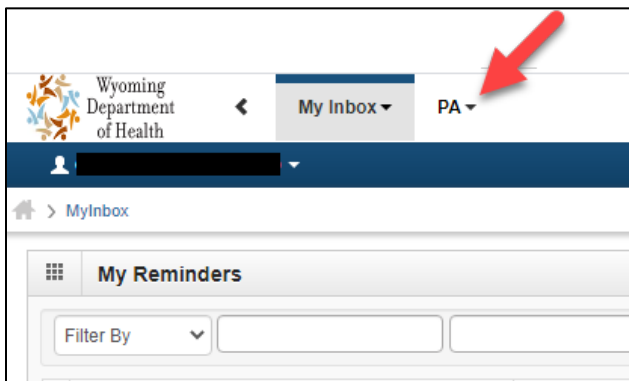 Wyoming
Department
of Health
My Inbox
PA
MyInbox
My Reminders
Filter By